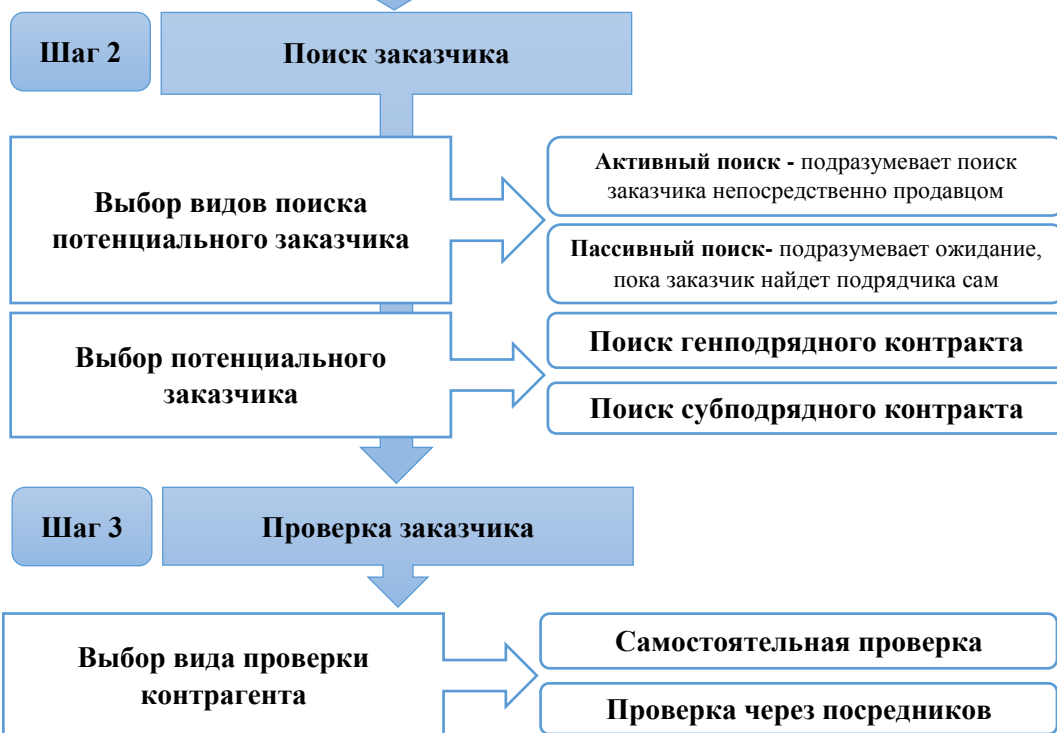 Шаг 2
Поиск заказчика
Выбор видов поиска
потенциального заказчика
Активный поиск - подразумевает поиск
заказчика непосредственно продавцом
Пассивный поиск- подразумевает ожидание,
пока заказчик найдет подрядчика сам
Выбор потенциального
заказчика
Поиск генподрядного контракта
Поиск субподрядного контракта
Шаг 3
Проверка заказчика
Выбор вида проверки
контрагента
Самостоятельная проверка
Проверка через посредников